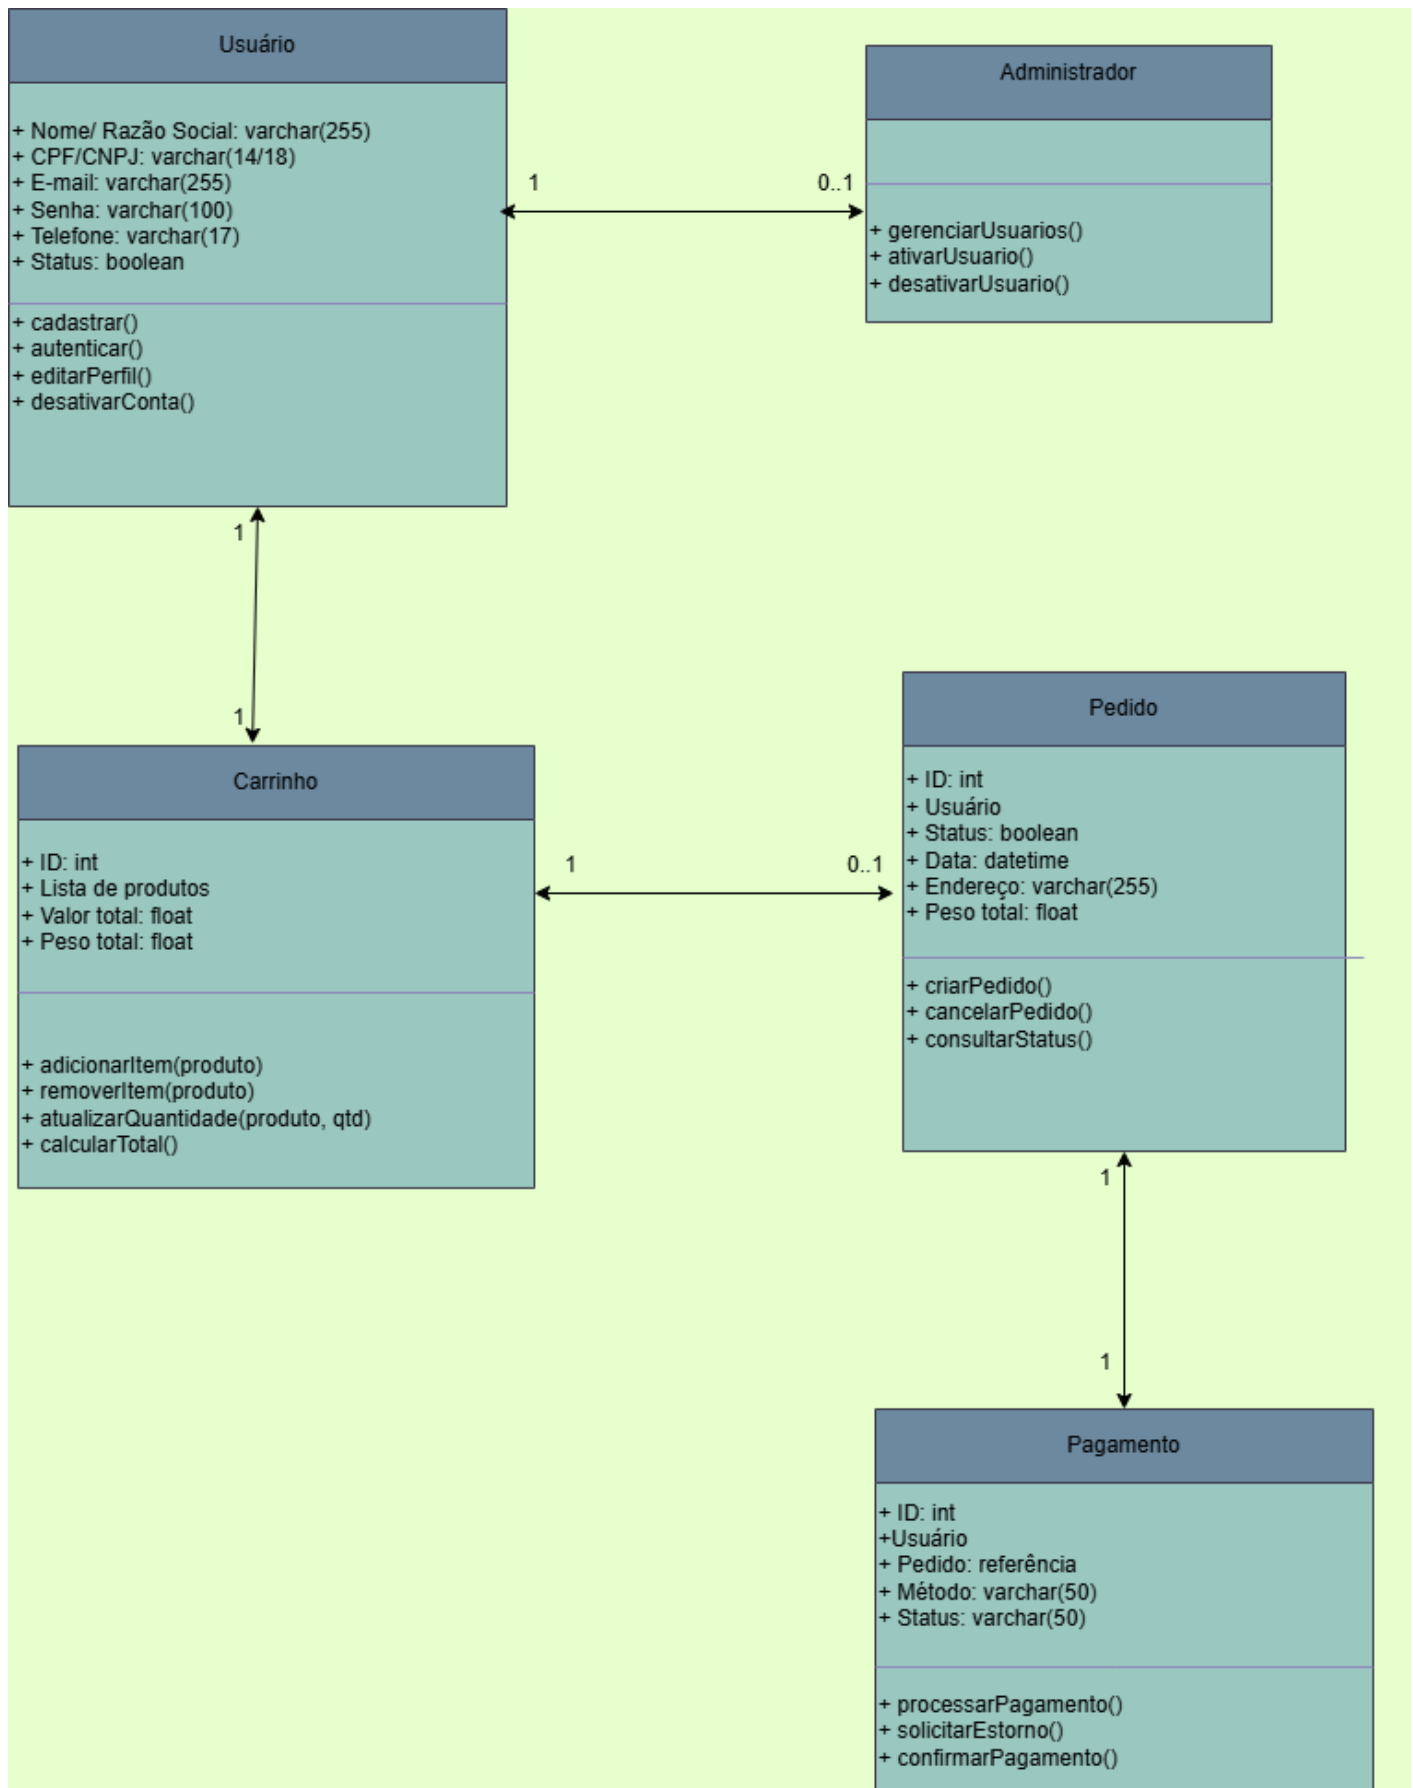 Usuário
+ Nome/ Razão Social: varchar(255)
+ CPF/CNPJ: varchar(14/18)
+ E-mail: varchar(255)
+ Senha: varchar(100)
+ Telefone: varchar(17)
+ Status: boolean
+ cadastrar()
+ autenticar()
+ editarPerfil()
+ desativarConta()
1
0..1
Administrador
+ gerenciarUsuarios()
+ ativarUsuario()
+ desativarUsuario()
1
1
Carrinho
+ ID: int
+ Lista de produtos
+ Valor total: float
+ Peso total: float
+ adicionarItem(produto)
+ removerItem(produto)
+ atualizarQuantidade(produto, qtd)
+ calcularTotal()
1
0..1
Pedido
+ ID: int
+ Usuário
+ Status: boolean
+ Data: datetime
+ Endereço: varchar(255)
+ Peso total: float
+ criarPedido()
+ cancelarPedido()
+ consultarStatus()
1
1
Pagamento
+ ID: int
+Usuário
+ Pedido: referência
+ Método: varchar(50)
+ Status: varchar(50)
+ processarPagamento()
+ solicitarEstorno()
+ confirmarPagamento()